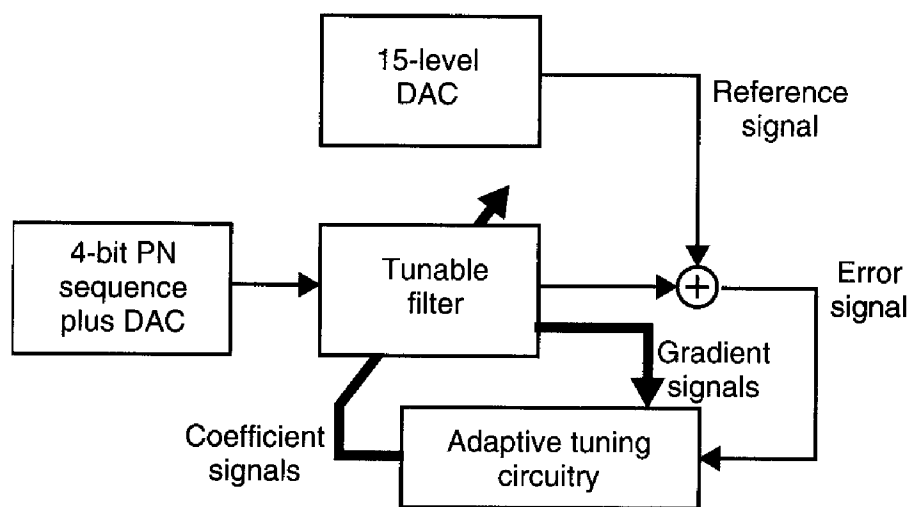 15-level
DAC
Reference
signal
4-bit PN
sequence
plus DAC
Tunable
filter
+
Error
signal
Gradient
signals
Coefficient
signals
Adaptive tuning
circuitry